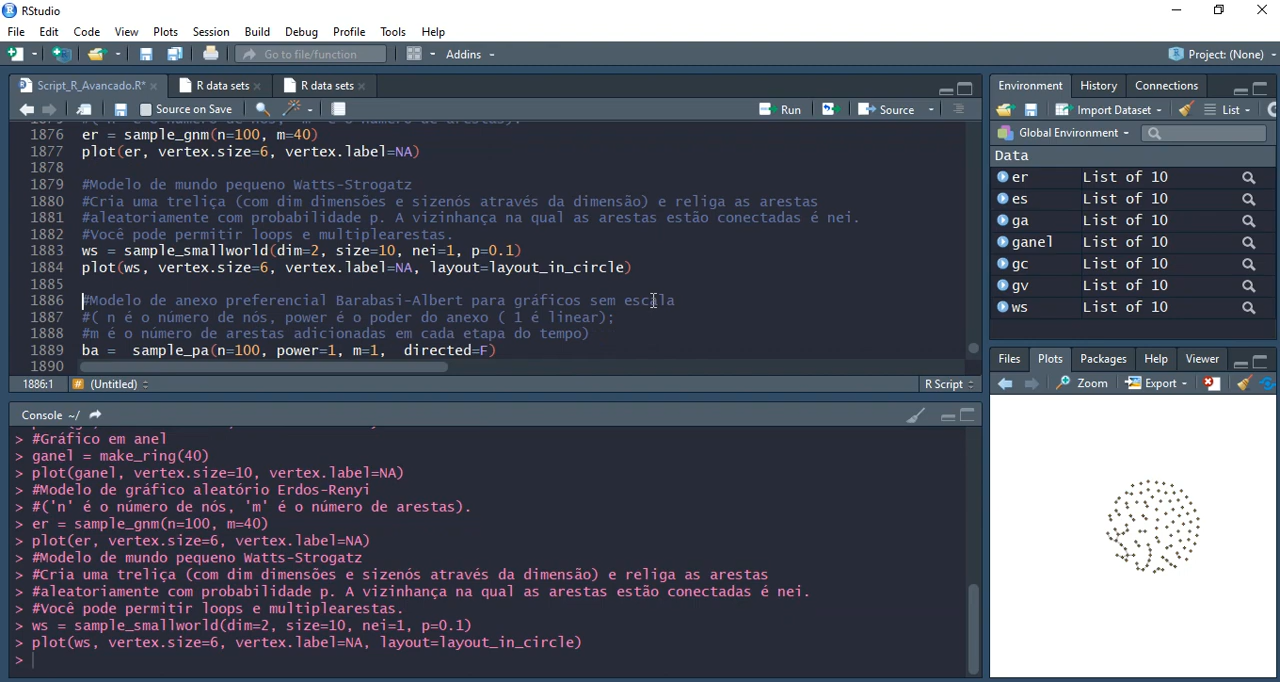 RStudio
File Edit Code View Plots Session Build Debug Profile Tools Help
Go to file/function Addins Project: (None)
Script_R_Avancado.R* R data sets R data sets
Source on Save Run Source
1876 er = sample_gnm(n=100, m=40)
1877 plot(er, vertex.size=6, vertex.label=NA)
1878
1879 #Modelo de mundo pequeno Watts-Strogatz
1880 #Cria uma treliça (com dim dimensões e sizenós através da dimensão) e religa as arestas
1881 #aleatoriamente com probabilidade p. A vizinhança na qual as arestas estão conectadas é nei.
1882 #Você pode permitir loops e multiplearestas.
1883 ws = sample_smallworld(dim=2, size=10, nei=1, p=0.1)
1884 plot(ws, vertex.size=6, vertex.label=NA, layout=layout_in_circle)
1885
1886 #Modelo de anexo preferencial Barabasi-Albert para gráficos sem escala
1887 #( n é o número de nós, power é o poder do anexo ( 1 é linear);
1888 #m é o número de arestas adicionadas em cada etapa do tempo)
1889 ba =  sample_pa(n=100, power=1, m=1,  directed=F)
1890
1886:1 (Untitled) R Script
Console ~/
> #Gráfico em anel
> ganel = make_ring(40)
> plot(ganel, vertex.size=10, vertex.label=NA)
> #Modelo de gráfico aleatório Erdos-Renyi
> #('n' é o número de nós, 'm' é o número de arestas).
> er = sample_gnm(n=100, m=40)
> plot(er, vertex.size=6, vertex.label=NA)
> #Modelo de mundo pequeno Watts-Strogatz
> #Cria uma treliça (com dim dimensões e sizenós através da dimensão) e religa as arestas
> #aleatoriamente com probabilidade p. A vizinhança na qual as arestas estão conectadas é nei.
> #Você pode permitir loops e multiplearestas.
> ws = sample_smallworld(dim=2, size=10, nei=1, p=0.1)
> plot(ws, vertex.size=6, vertex.label=NA, layout=layout_in_circle)
>
Environment History Connections
Import Dataset List
Global Environment
Data
er List of 10
es List of 10
ga List of 10
ganel List of 10
gc List of 10
gv List of 10
ws List of 10
Files Plots Packages Help Viewer
Zoom Export